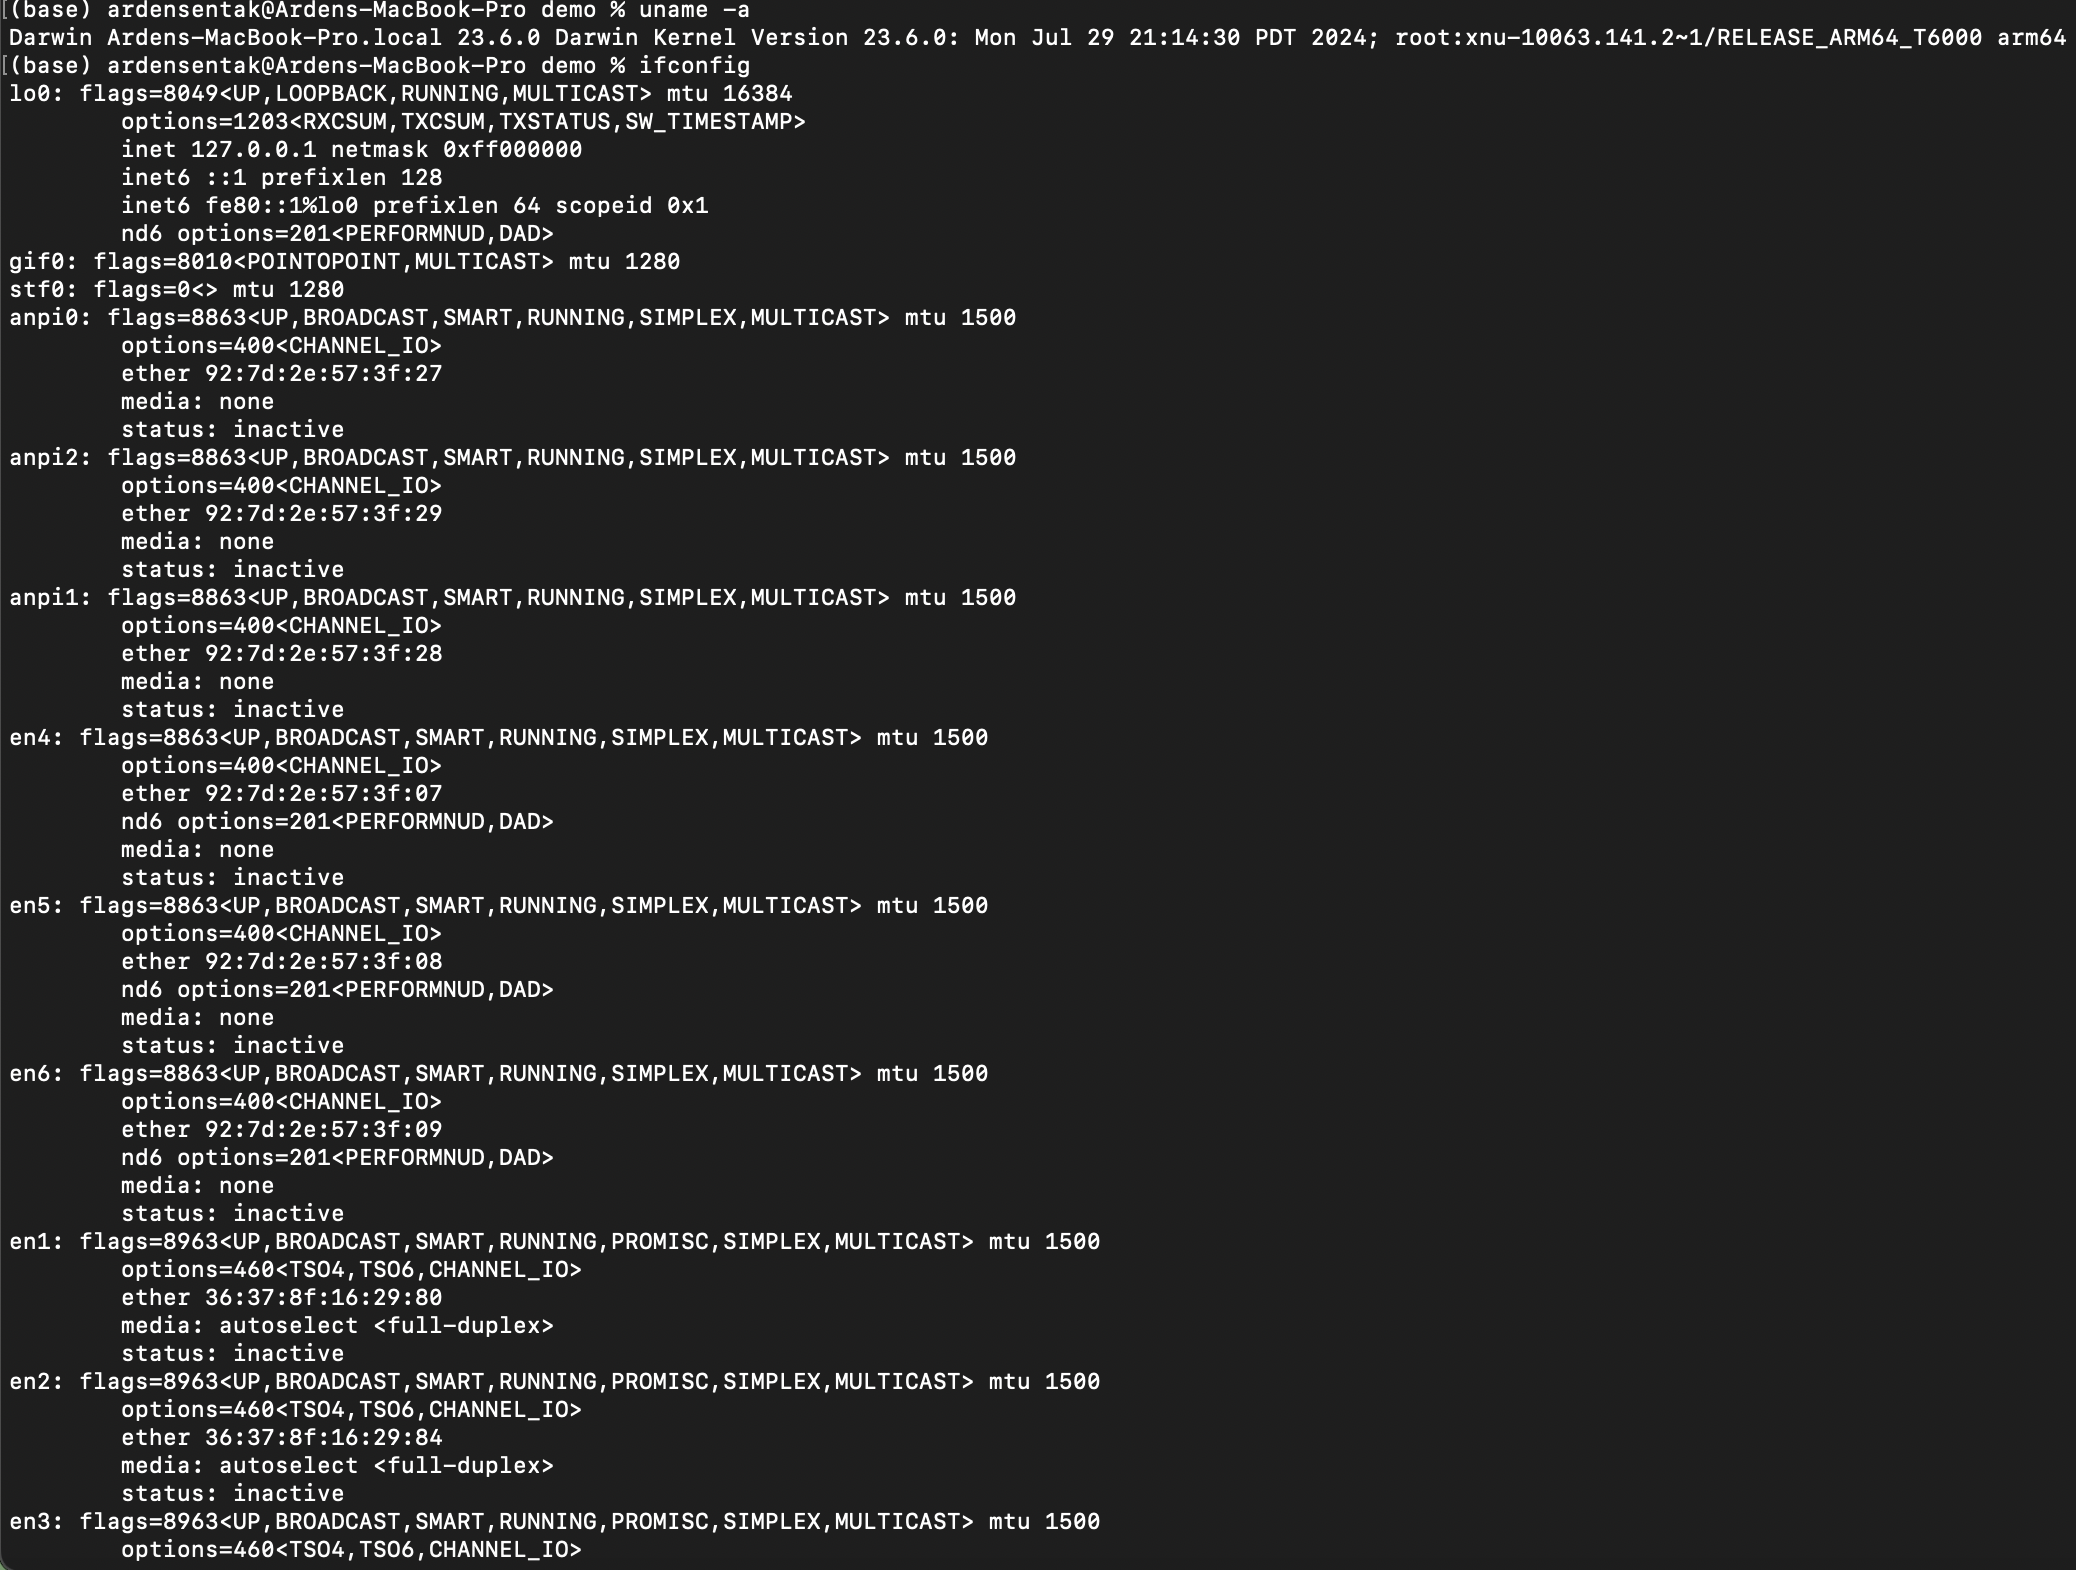 (base) ardensentak@Ardens-MacBook-Pro demo % uname -a
Darwin Ardens-MacBook-Pro.local 23.6.0 Darwin Kernel Version 23.6.0: Mon Jul 29 21:14:30 PDT 2024; root:xnu-10063.141.2~1/RELEASE_ARM64_T6000 arm64
(base) ardensentak@Ardens-MacBook-Pro demo % ifconfig
lo0: flags=8049<UP,LOOPBACK,RUNNING,MULTICAST> mtu 16384
options=1203<RXCSUM,TXCSUM,TXSTATUS,SW_TIMESTAMP>
inet 127.0.0.1 netmask 0xff000000
inet6 ::1 prefixlen 128
inet6 fe80::1%lo0 prefixlen 64 scopeid 0x1
nd6 options=201<PERFORMNUD,DAD>
gif0: flags=8010<POINTOPOINT,MULTICAST> mtu 1280
stf0: flags=0<> mtu 1280
anpi0: flags=8863<UP,BROADCAST,SMART,RUNNING,SIMPLEX,MULTICAST> mtu 1500
options=400<CHANNEL_IO>
ether 92:7d:2e:57:3f:27
media: none
status: inactive
anpi2: flags=8863<UP,BROADCAST,SMART,RUNNING,SIMPLEX,MULTICAST> mtu 1500
options=400<CHANNEL_IO>
ether 92:7d:2e:57:3f:29
media: none
status: inactive
anpi1: flags=8863<UP,BROADCAST,SMART,RUNNING,SIMPLEX,MULTICAST> mtu 1500
options=400<CHANNEL_IO>
ether 92:7d:2e:57:3f:28
media: none
status: inactive
en4: flags=8863<UP,BROADCAST,SMART,RUNNING,SIMPLEX,MULTICAST> mtu 1500
options=400<CHANNEL_IO>
ether 92:7d:2e:57:3f:07
nd6 options=201<PERFORMNUD,DAD>
media: none
status: inactive
en5: flags=8863<UP,BROADCAST,SMART,RUNNING,SIMPLEX,MULTICAST> mtu 1500
options=400<CHANNEL_IO>
ether 92:7d:2e:57:3f:08
nd6 options=201<PERFORMNUD,DAD>
media: none
status: inactive
en6: flags=8863<UP,BROADCAST,SMART,RUNNING,SIMPLEX,MULTICAST> mtu 1500
options=400<CHANNEL_IO>
ether 92:7d:2e:57:3f:09
nd6 options=201<PERFORMNUD,DAD>
media: none
status: inactive
en1: flags=8963<UP,BROADCAST,SMART,RUNNING,PROMISC,SIMPLEX,MULTICAST> mtu 1500
options=460<TSO4,TSO6,CHANNEL_IO>
ether 36:37:8f:16:29:80
media: autoselect <full-duplex>
status: inactive
en2: flags=8963<UP,BROADCAST,SMART,RUNNING,PROMISC,SIMPLEX,MULTICAST> mtu 1500
options=460<TSO4,TSO6,CHANNEL_IO>
ether 36:37:8f:16:29:84
media: autoselect <full-duplex>
status: inactive
en3: flags=8963<UP,BROADCAST,SMART,RUNNING,PROMISC,SIMPLEX,MULTICAST> mtu 1500
options=460<TSO4,TSO6,CHANNEL_IO>